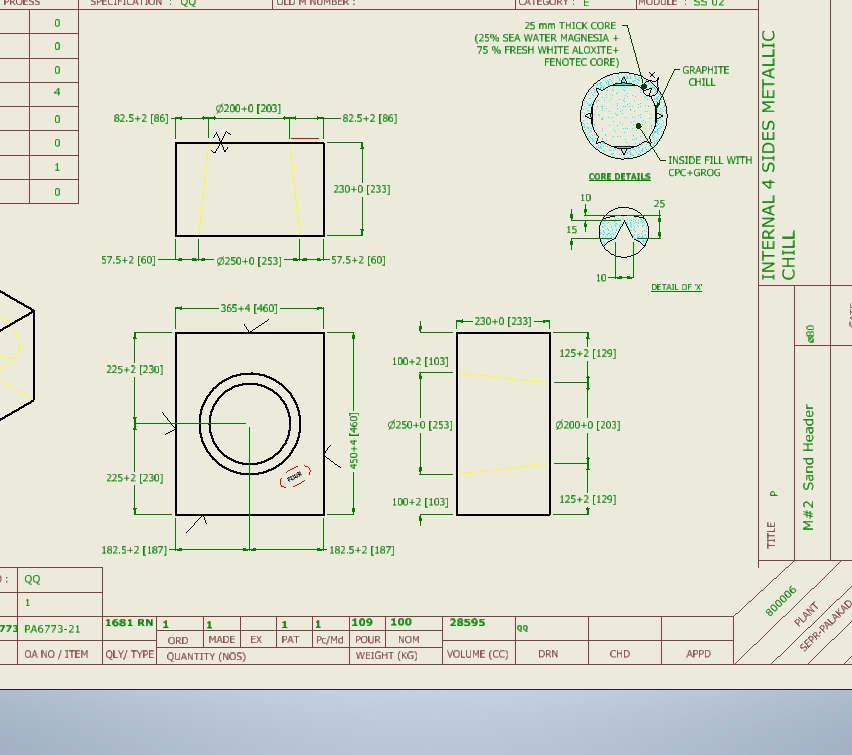 PROESS
SPECIFICATION : QQ
OLD M NUMBER :
CATEGORY : E
MODULE : SS 02
0
0
0
4
0
0
1
0
25 mm THICK CORE
(25% SEA WATER MAGNESIA +
75 % FRESH WHITE ALOXITE+
FENOTEC CORE)
GRAPHITE
CHILL
X
INSIDE FILL WITH
CPC+GROG
CORE DETAILS
Ø200+0 [203]
82.5+2 [86]
82.5+2 [86]
230+0 [233]
57.5+2 [60]
Ø250+0 [253]
57.5+2 [60]
10
25
15
10
DETAIL OF 'X'
365+4 [460]
225+2 [230]
225+2 [230]
450+4 [460]
POUR
182.5+2 [187]
182.5+2 [187]
230+0 [233]
100+2 [103]
125+2 [129]
Ø250+0 [253]
Ø200+0 [203]
100+2 [103]
125+2 [129]
INTERNAL 4 SIDES METALLIC
CHILL
ø80
M#2 Sand Header
TITLE P
800006
PLANT
SEPR-PALAKAD
D : QQ
1
773 PA6773-21
OA NO / ITEM
1681 RN
QLY/ TYPE
1 1 1 1
ORD MADE EX PAT Pc/Md
QUANTITY (NOS)
109 100
POUR NOM
WEIGHT (KG)
28595
VOLUME (CC)
QQ
DRN CHD APPD